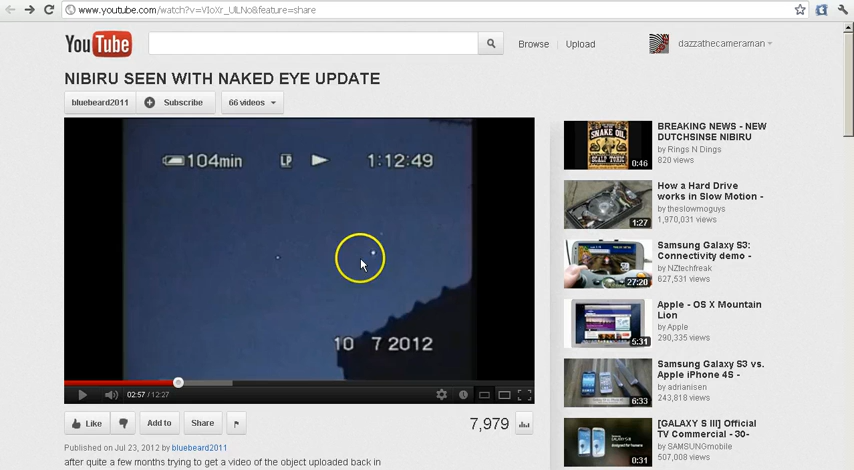 www.youtube.com/watch?v=VIoXr_UlLNo&feature=share
YouTube
Browse
Upload
dazzathecameraman
NIBIRU SEEN WITH NAKED EYE UPDATE
bluebeard2011
Subscribe
66 videos
104min
LP
1:12:49
10 7 2012
02:57 / 12:27
Like
Add to
Share
7,979
Published on Jul 23, 2012 by bluebeard2011
after quite a few months trying to get a video of the object uploaded back in
SNAKE OIL
SCALP TONIC
0:46
BREAKING NEWS - NEW
DUTCHSINSE NIBIRU
by Rings N Dings
820 views
1:27
How a Hard Drive
works in Slow Motion -
by theslowmoguys
1,970,031 views
27:20
Samsung Galaxy S3:
Connectivity demo -
by NZtechfreak
627,531 views
5:31
Apple - OS X Mountain
Lion
by Apple
290,335 views
6:33
Samsung Galaxy S3 vs.
Apple iPhone 4S -
by adrianisen
243,818 views
0:31
[GALAXY S III] Official
TV Commercial - 30-
by SAMSUNGmobile
507,008 views